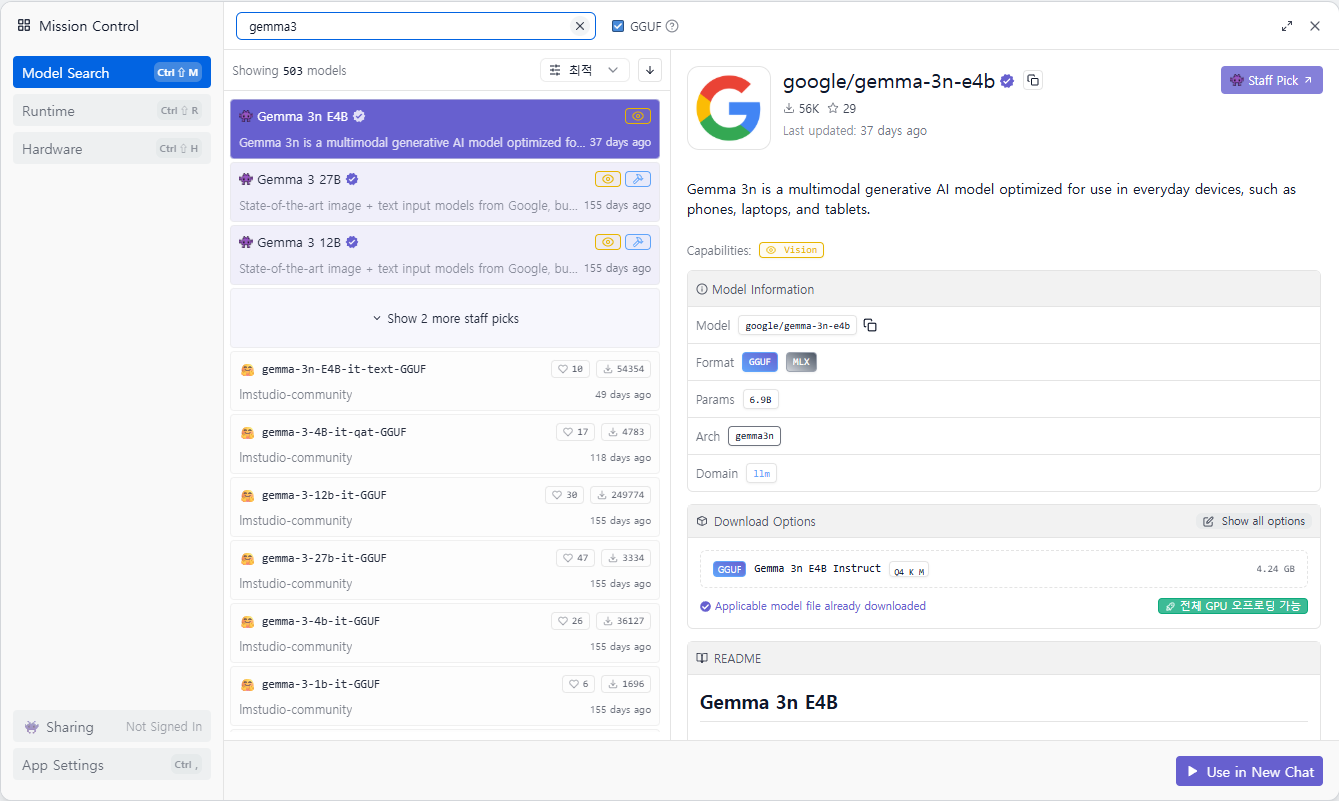 Mission Control
Model Search Ctrl ⇧ M
Runtime Ctrl ⇧ R
Hardware Ctrl ⇧ H
Sharing Not Signed In
App Settings Ctrl ,
gemma3
GGUF
Showing 503 models
최적
Gemma 3n E4B
Gemma 3n is a multimodal generative AI model optimized fo... 37 days ago
Gemma 3 27B
State-of-the-art image + text input models from Google, bu... 155 days ago
Gemma 3 12B
State-of-the-art image + text input models from Google, bu... 155 days ago
Show 2 more staff picks
gemma-3n-E4B-it-text-GGUF 10 54354
lmstudio-community 49 days ago
gemma-3-4B-it-qat-GGUF 17 4783
lmstudio-community 118 days ago
gemma-3-12b-it-GGUF 30 249774
lmstudio-community 155 days ago
gemma-3-27b-it-GGUF 47 3334
lmstudio-community 155 days ago
gemma-3-4b-it-GGUF 26 36127
lmstudio-community 155 days ago
gemma-3-1b-it-GGUF 6 1696
lmstudio-community 155 days ago
google/gemma-3n-e4b
Staff Pick
56K 29
Last updated: 37 days ago
Gemma 3n is a multimodal generative AI model optimized for use in everyday devices, such as
phones, laptops, and tablets.
Capabilities: Vision
Model Information
Model google/gemma-3n-e4b
Format GGUF MLX
Params 6.9B
Arch gemma3n
Domain llm
Download Options Show all options
GGUF Gemma 3n E4B Instruct Q4_K_M 4.24 GB
Applicable model file already downloaded 전체 GPU 오프로딩 가능
README
Gemma 3n E4B
Use in New Chat